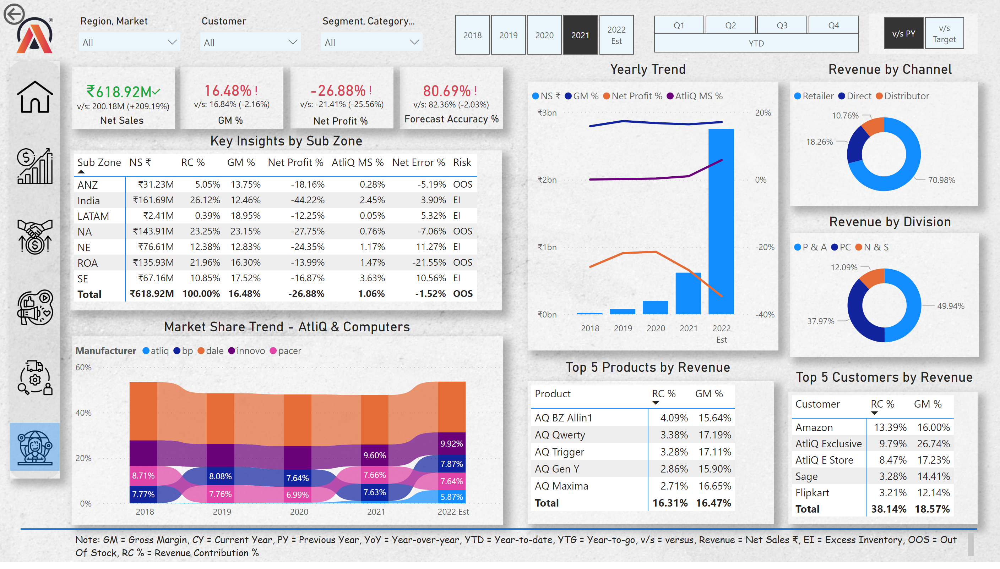 Region, Market
Customer
Segment, Category...
All
All
All
2018
2019
2020
2021
2022
Est
Q1
Q2
Q3
Q4
YTD
v/s PY
v/s
Target
®
₹618.92M
v/s: 200.18M (+209.19%)
Net Sales
16.48% !
v/s: 16.84% (-2.16%)
GM %
-26.88% !
v/s: -21.41% (-25.56%)
Net Profit %
80.69% !
v/s: 82.36% (-2.03%)
Forecast Accuracy %
Key Insights by Sub Zone
Sub Zone NS ₹ RC % GM % Net Profit % AtliQ MS % Net Error % Risk
ANZ ₹31.23M 5.05% 13.75% -18.16% 0.28% -5.19% OOS
India ₹161.69M 26.12% 12.46% -44.22% 2.45% 3.90% EI
LATAM ₹2.41M 0.39% 18.95% -12.25% 0.05% 5.32% EI
NA ₹143.91M 23.25% 23.15% -27.75% 0.76% -7.06% OOS
NE ₹76.61M 12.38% 12.83% -24.35% 1.17% 11.27% EI
ROA ₹135.93M 21.96% 16.30% -13.99% 1.47% -21.55% OOS
SE ₹67.16M 10.85% 17.52% -16.87% 3.63% 10.56% EI
Total ₹618.92M 100.00% 16.48% -26.88% 1.06% -1.52% OOS
Market Share Trend - AtliQ & Computers
Manufacturer atliq bp dale innovo pacer
60%
40%
20%
0%
8.71%
7.77%
8.08%
7.76%
7.64%
6.99%
9.60%
7.66%
7.63%
9.92%
7.87%
7.64%
5.87%
2018 2019 2020 2021 2022 Est
Yearly Trend
NS ₹ GM % Net Profit % AtliQ MS %
₹3bn 20%
₹2bn 0%
₹1bn -20%
₹0bn -40%
2018 2019 2020 2021 2022
Est
Revenue by Channel
Retailer Direct Distributor
10.76%
18.26%
70.98%
Revenue by Division
P & A PC N & S
12.09%
49.94%
37.97%
Top 5 Products by Revenue
Product RC % GM %
AQ BZ Allin1 4.09% 15.64%
AQ Qwerty 3.38% 17.19%
AQ Trigger 3.28% 17.11%
AQ Gen Y 2.86% 15.90%
AQ Maxima 2.71% 16.65%
Total 16.31% 16.47%
Top 5 Customers by Revenue
Customer RC % GM %
Amazon 13.39% 16.00%
AtliQ Exclusive 9.79% 26.74%
AtliQ E Store 8.47% 17.23%
Sage 3.28% 14.41%
Flipkart 3.21% 12.14%
Total 38.14% 18.57%
Note: GM = Gross Margin, CY = Current Year, PY = Previous Year, YoY = Year-over-year, YTD = Year-to-date, YTG = Year-to-go, v/s = versus, Revenue = Net Sales ₹, EI = Excess Inventory, OOS = Out
Of Stock, RC % = Revenue Contribution %